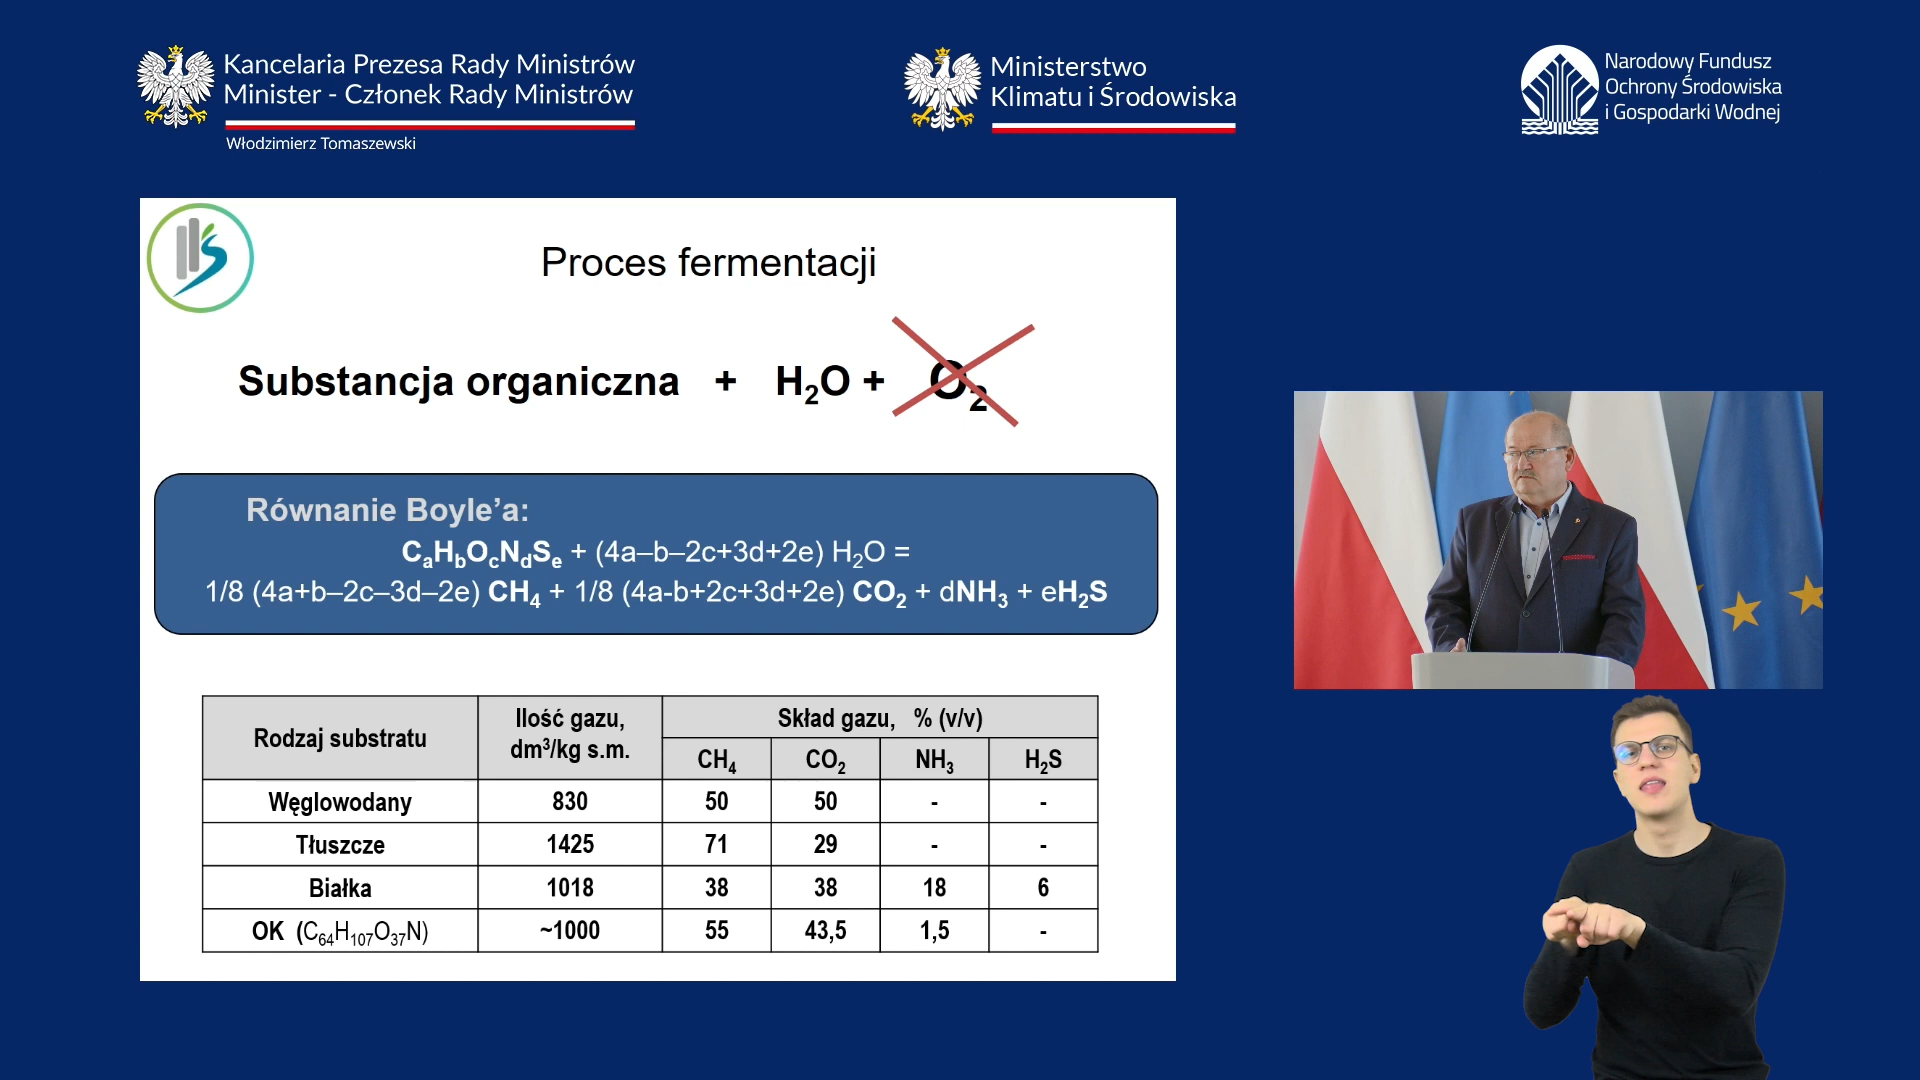 Kancelaria Prezesa Rady Ministrów
Minister - Członek Rady Ministrów
Włodzimierz Tomaszewski
Ministerstwo
Klimatu i Środowiska
Narodowy Fundusz
Ochrony Środowiska
i Gospodarki Wodnej
Proces fermentacji
Substancja organiczna + H₂O + O₂
Równanie Boyle’a:
CₐH_bO_cN_dS_e + (4a–b–2c+3d+2e) H₂O =
1/8 (4a+b–2c–3d–2e) CH₄ + 1/8 (4a-b+2c+3d+2e) CO₂ + dNH₃ + eH₂S
Rodzaj substratu
Ilość gazu,
dm³/kg s.m.
Skład gazu, % (v/v)
CH₄ CO₂ NH₃ H₂S
Węglowodany 830 50 50 - -
Tłuszcze 1425 71 29 - -
Białka 1018 38 38 18 6
OK (C₆₄H₁₀₇O₃₇N) ~1000 55 43,5 1,5 -